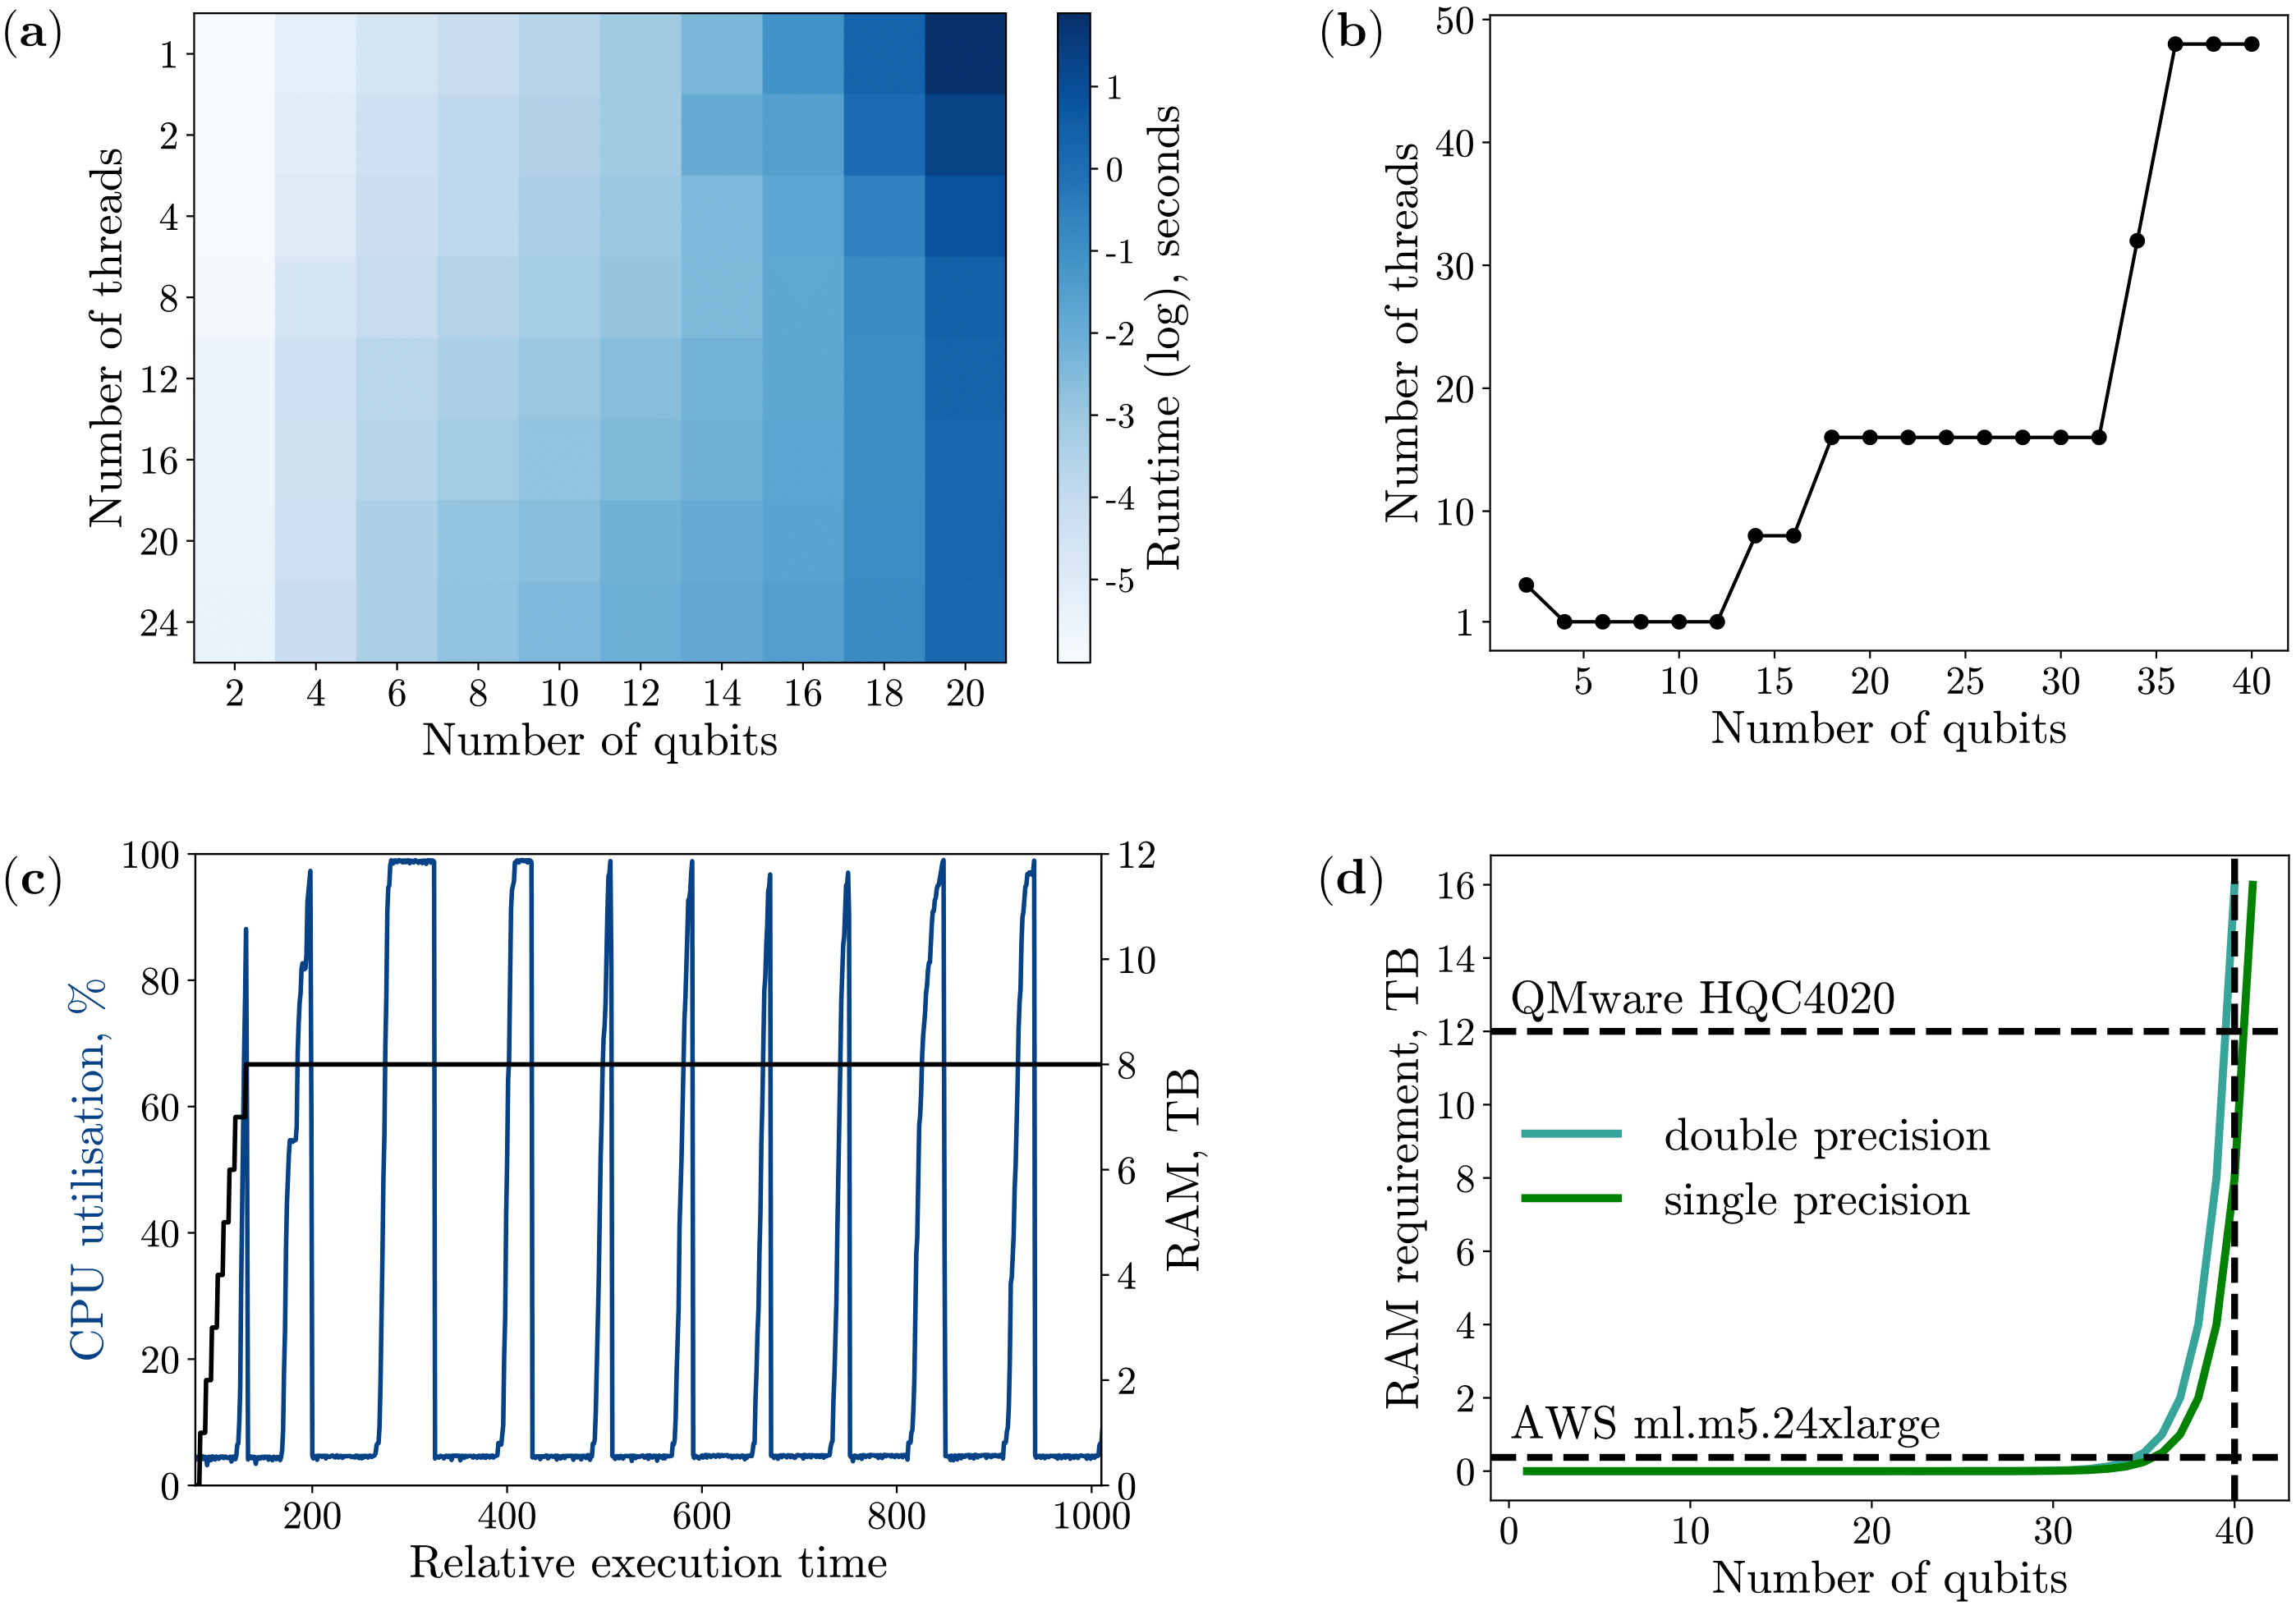 (a)
1
2
4
8
12
16
20
24
Number of threads
2 4 6 8 10 12 14 16 18 20
Number of qubits
1
0
-1
-2
-3
-4
-5
Runtime (log), seconds
(b)
50
40
30
20
10
1
Number of threads
5 10 15 20 25 30 35 40
Number of qubits
(c)
100
80
60
40
20
0
CPU utilisation, %
12
10
8
6
4
2
0
RAM, TB
200 400 600 800 1000
Relative execution time
(d)
16
14
12
10
8
6
4
2
0
RAM requirement, TB
QMware HQC4020
double precision
single precision
AWS ml.m5.24xlarge
0 10 20 30 40
Number of qubits